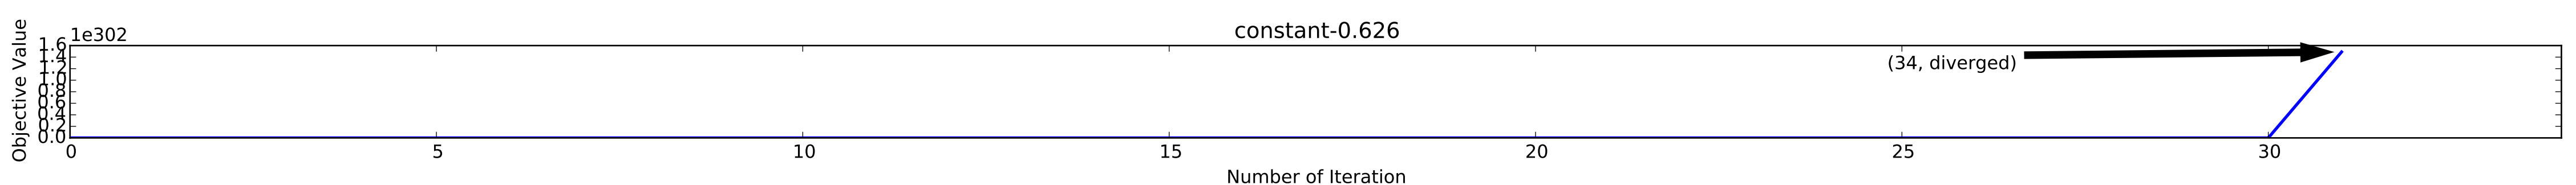 constant-0.626
1e302
Objective Value
1.6
1.4
1.2
1.0
0.8
0.6
0.4
0.2
0.0
(34, diverged)
0 5 10 15 20 25 30
Number of Iteration